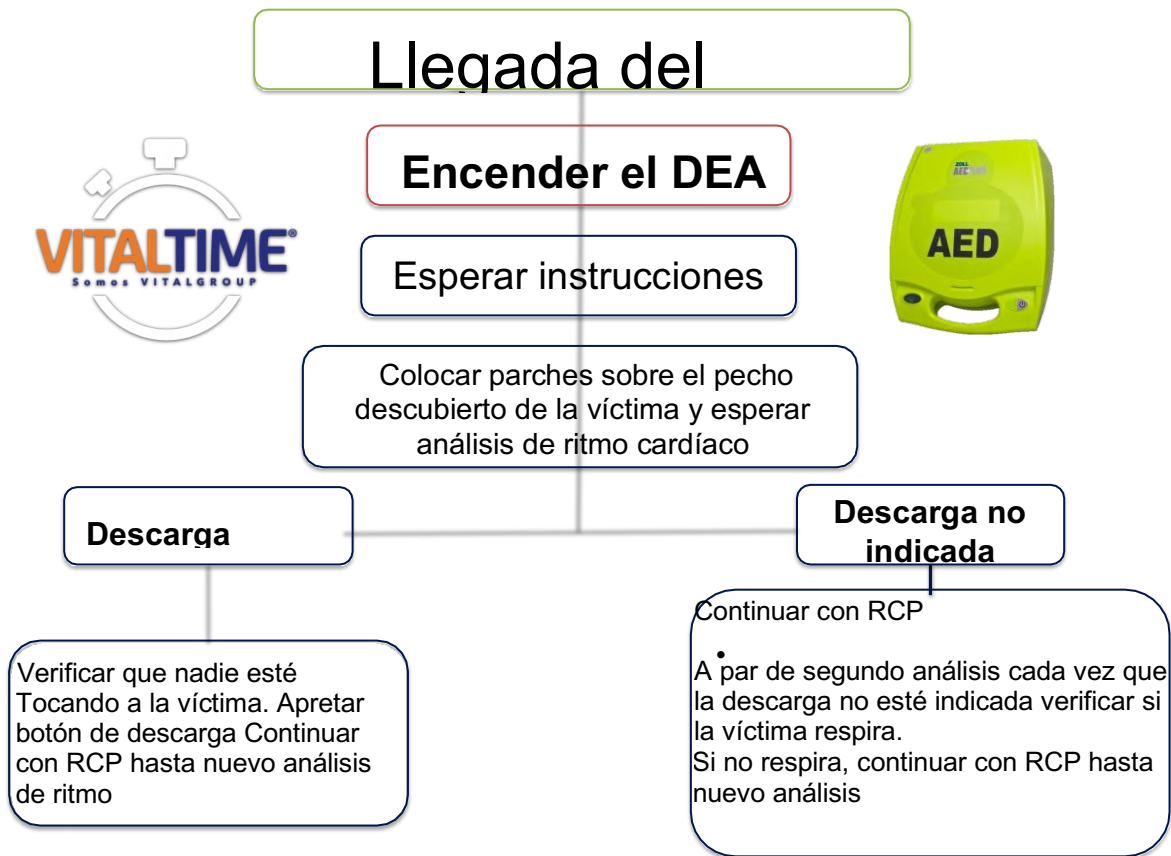 Llegada del
Encender el DEA
VITALTIME®
Somos VITALGROUP
ZOLL
AED PLUS
AED
Esperar instrucciones
Colocar parches sobre el pecho
descubierto de la víctima y esperar
análisis de ritmo cardíaco
Descarga
Descarga no
indicada
Verificar que nadie esté
Tocando a la víctima. Apretar
botón de descarga Continuar
con RCP hasta nuevo análisis
de ritmo
Continuar con RCP
•
A par de segundo análisis cada vez que
la descarga no esté indicada verificar si
la víctima respira.
Si no respira, continuar con RCP hasta
nuevo análisis